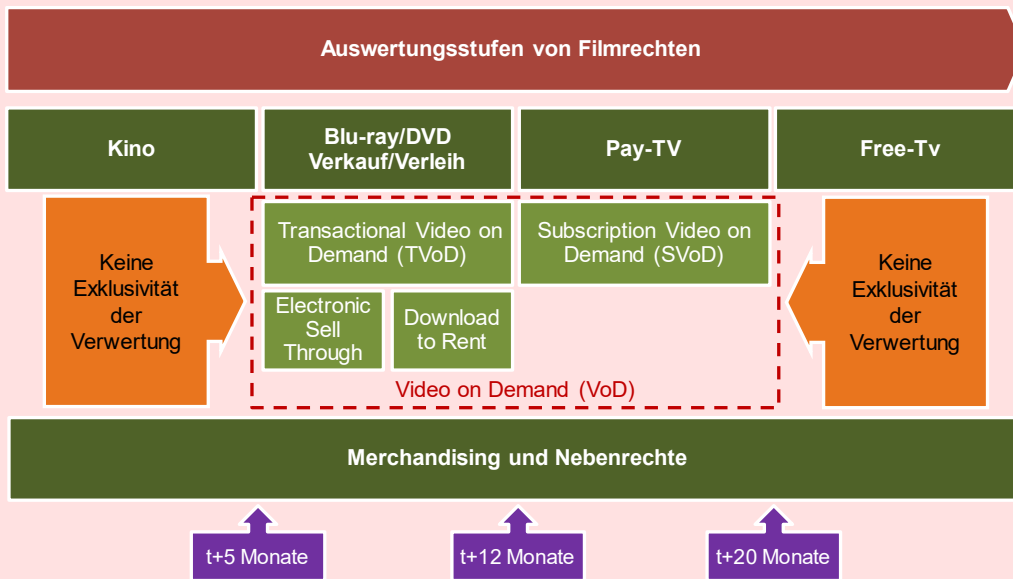 Auswertungsstufen von Filmrechten
Kino
Blu-ray/DVD
Verkauf/Verleih
Pay-TV
Free-Tv
Keine
Exklusivität
der
Verwertung
Transactional Video on
Demand (TVoD)
Subscription Video on
Demand (SVoD)
Electronic
Sell
Through
Download
to Rent
Video on Demand (VoD)
Keine
Exklusivität
der
Verwertung
Merchandising und Nebenrechte
t+5 Monate
t+12 Monate
t+20 Monate